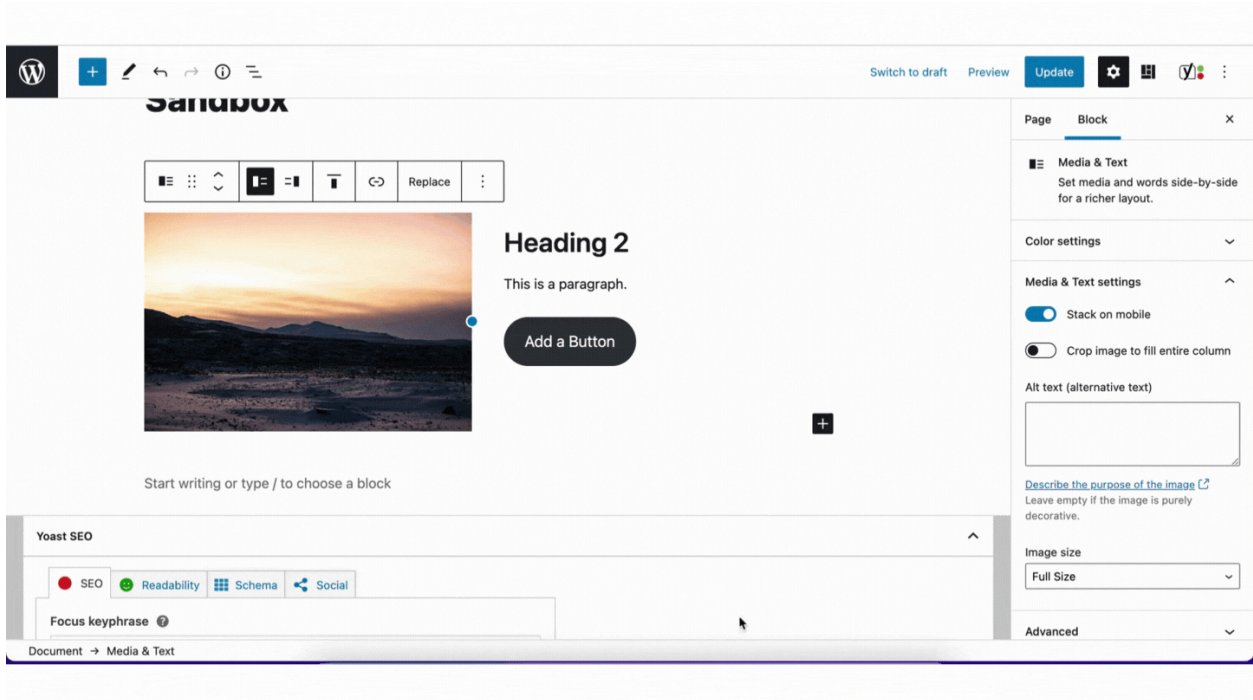 Switch to draft
Preview
Update
Sandbox
Replace
Heading 2
This is a paragraph.
Add a Button
Start writing or type / to choose a block
Yoast SEO
SEO
Readability
Schema
Social
Focus keyphrase
Document → Media & Text
Page
Block
Media & Text
Set media and words side-by-side
for a richer layout.
Color settings
Media & Text settings
Stack on mobile
Crop image to fill entire column
Alt text (alternative text)
Describe the purpose of the image
Leave empty if the image is purely
decorative.
Image size
Full Size
Advanced